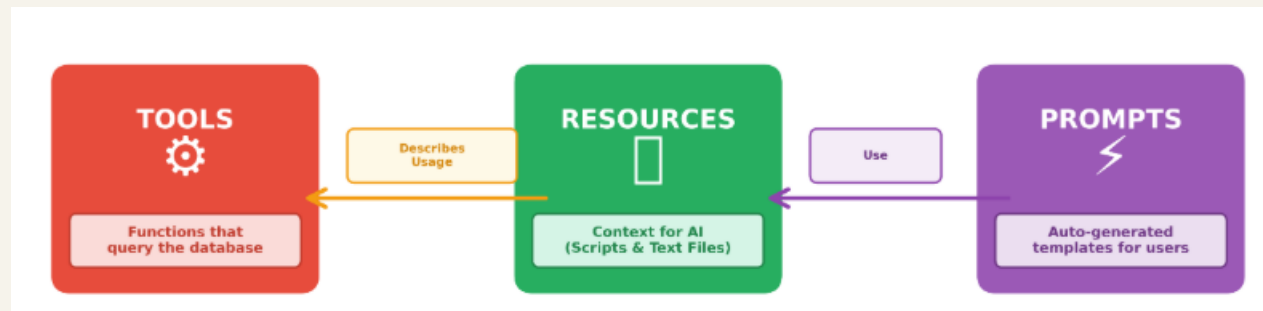 TOOLS
Functions that
query the database
Describes
Usage
RESOURCES
Context for AI
(Scripts & Text Files)
Use
PROMPTS
Auto-generated
templates for users